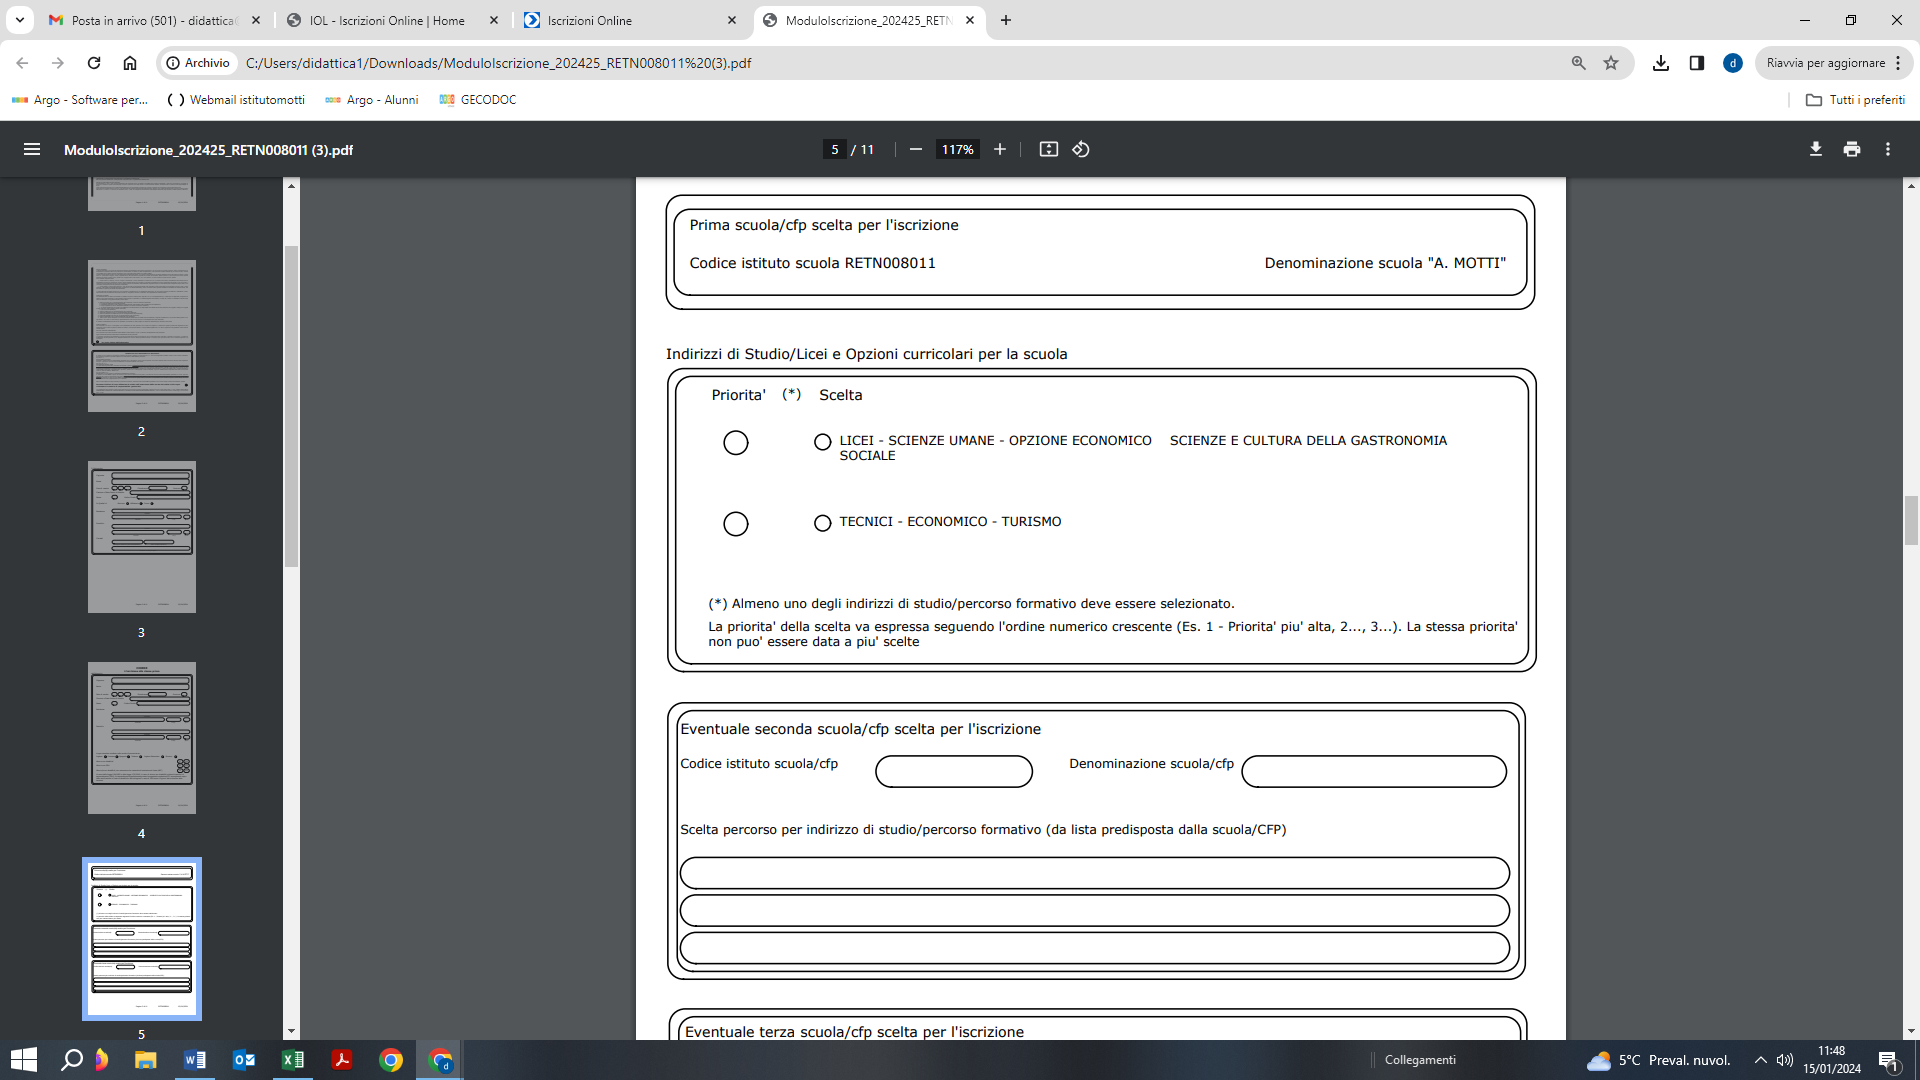 Posta in arrivo (501) - didattica
IOL - Iscrizioni Online | Home
Iscrizioni Online
ModuloIscrizione_202425_RETN
Archivio
C:/Users/didattica1/Downloads/ModuloIscrizione_202425_RETN008011%20(3).pdf
d
Riavvia per aggiornare
Argo - Software per...
Webmail istitutomotti
Argo - Alunni
GECODOC
Tutti i preferiti
ModuloIscrizione_202425_RETN008011 (3).pdf
5 / 11
117%
1
2
3
4
5
Prima scuola/cfp scelta per l'iscrizione
Codice istituto scuola RETN008011 Denominazione scuola "A. MOTTI"
Indirizzi di Studio/Licei e Opzioni curricolari per la scuola
Priorita' (*) Scelta
LICEI - SCIENZE UMANE - OPZIONE ECONOMICO SCIENZE E CULTURA DELLA GASTRONOMIA
SOCIALE
TECNICI - ECONOMICO - TURISMO
(*) Almeno uno degli indirizzi di studio/percorso formativo deve essere selezionato.
La priorita' della scelta va espressa seguendo l'ordine numerico crescente (Es. 1 - Priorita' piu' alta, 2..., 3...). La stessa priorita'
non puo' essere data a piu' scelte
Eventuale seconda scuola/cfp scelta per l'iscrizione
Codice istituto scuola/cfp Denominazione scuola/cfp
Scelta percorso per indirizzo di studio/percorso formativo (da lista predisposta dalla scuola/CFP)
Eventuale terza scuola/cfp scelta per l'iscrizione
Collegamenti
5°C Preval. nuvol.
11:48
15/01/2024
1